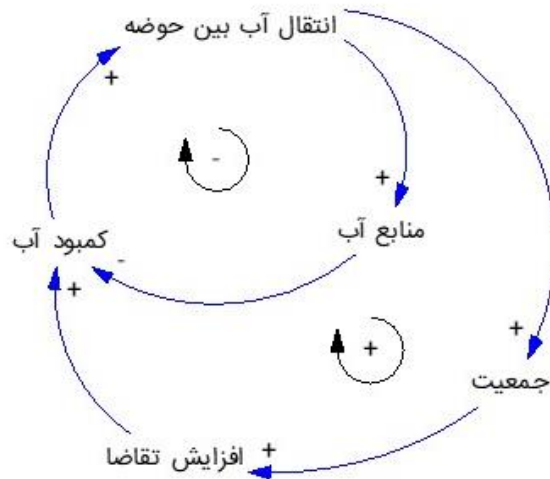 انتقال آب بین حوضه
+
-
+
منابع آب
کمبود آب
-
+
+
+
جمعیت
+
افزایش تقاضا